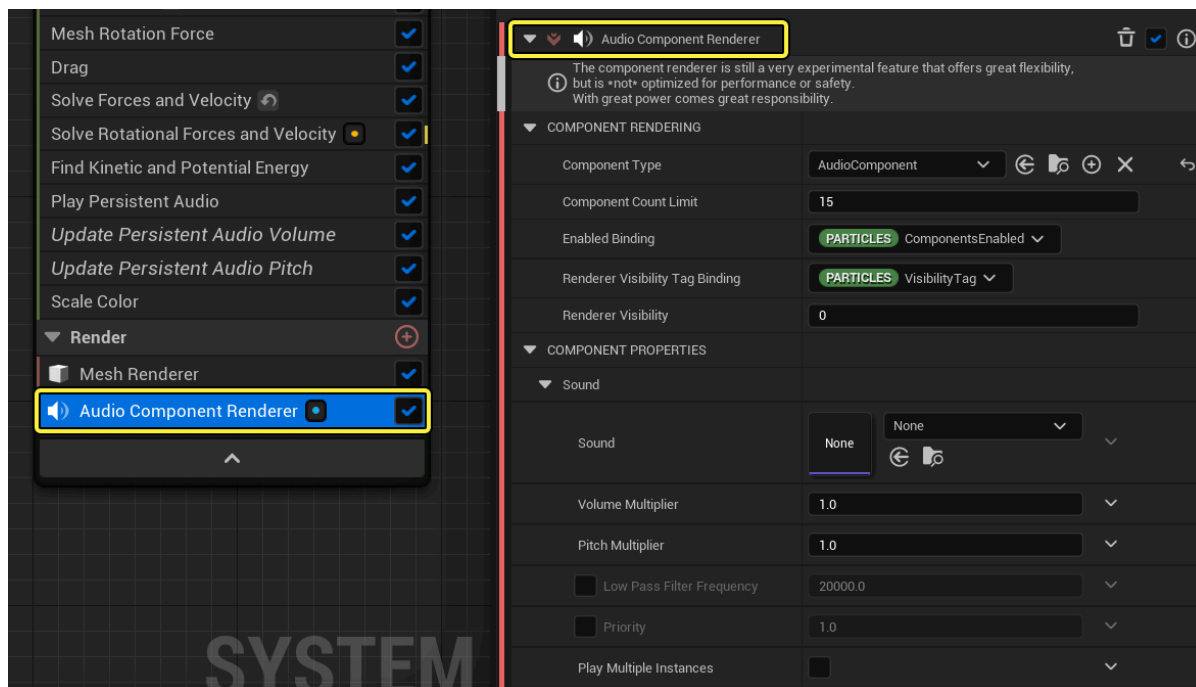 Mesh Rotation Force
Drag
Solve Forces and Velocity
Solve Rotational Forces and Velocity
Find Kinetic and Potential Energy
Play Persistent Audio
Update Persistent Audio Volume
Update Persistent Audio Pitch
Scale Color
Render
Mesh Renderer
Audio Component Renderer
SYSTEM
Audio Component Renderer
The component renderer is still a very experimental feature that offers great flexibility,
but is *not* optimized for performance or safety.
With great power comes great responsibility.
COMPONENT RENDERING
Component Type AudioComponent
Component Count Limit 15
Enabled Binding PARTICLES ComponentsEnabled
Renderer Visibility Tag Binding PARTICLES VisibilityTag
Renderer Visibility 0
COMPONENT PROPERTIES
Sound
Sound None None
Volume Multiplier 1.0
Pitch Multiplier 1.0
Low Pass Filter Frequency 20000.0
Priority 1.0
Play Multiple Instances